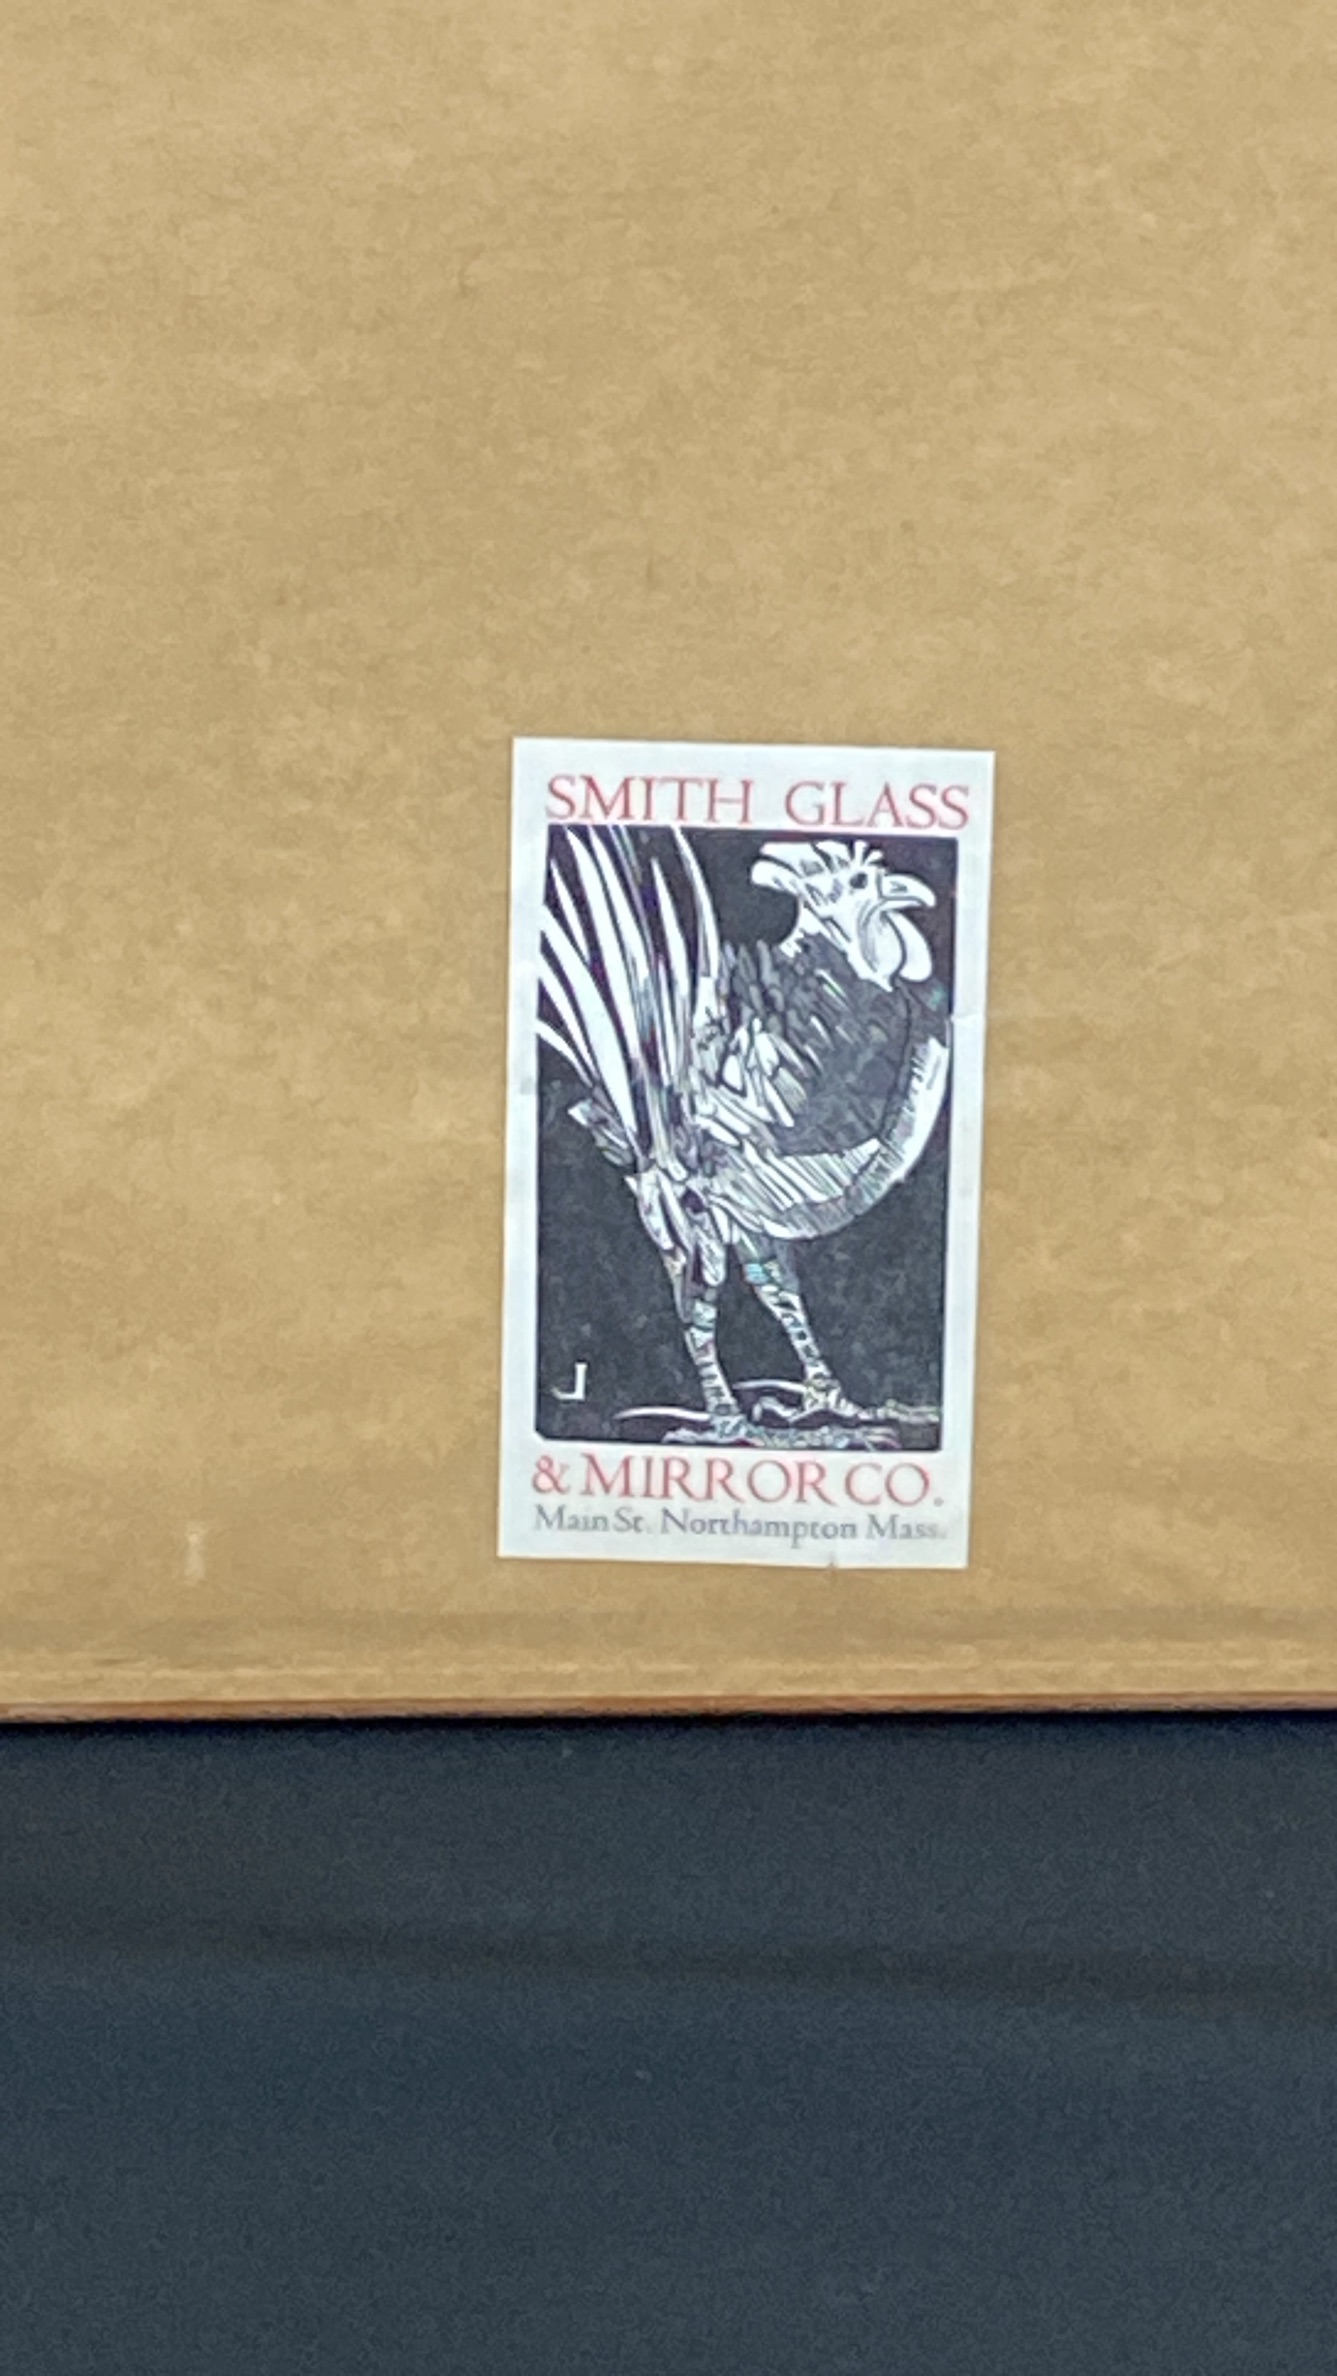 SMITH GLASS
J
& MIRROR CO.
Main St. Northampton Mass.